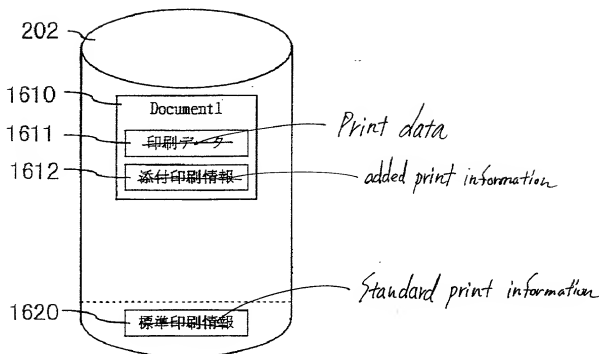 202
1610
Document1
1611
印刷データ
Print data
1612
添付印刷情報
added print information
Standard print information
1620
標準印刷情報